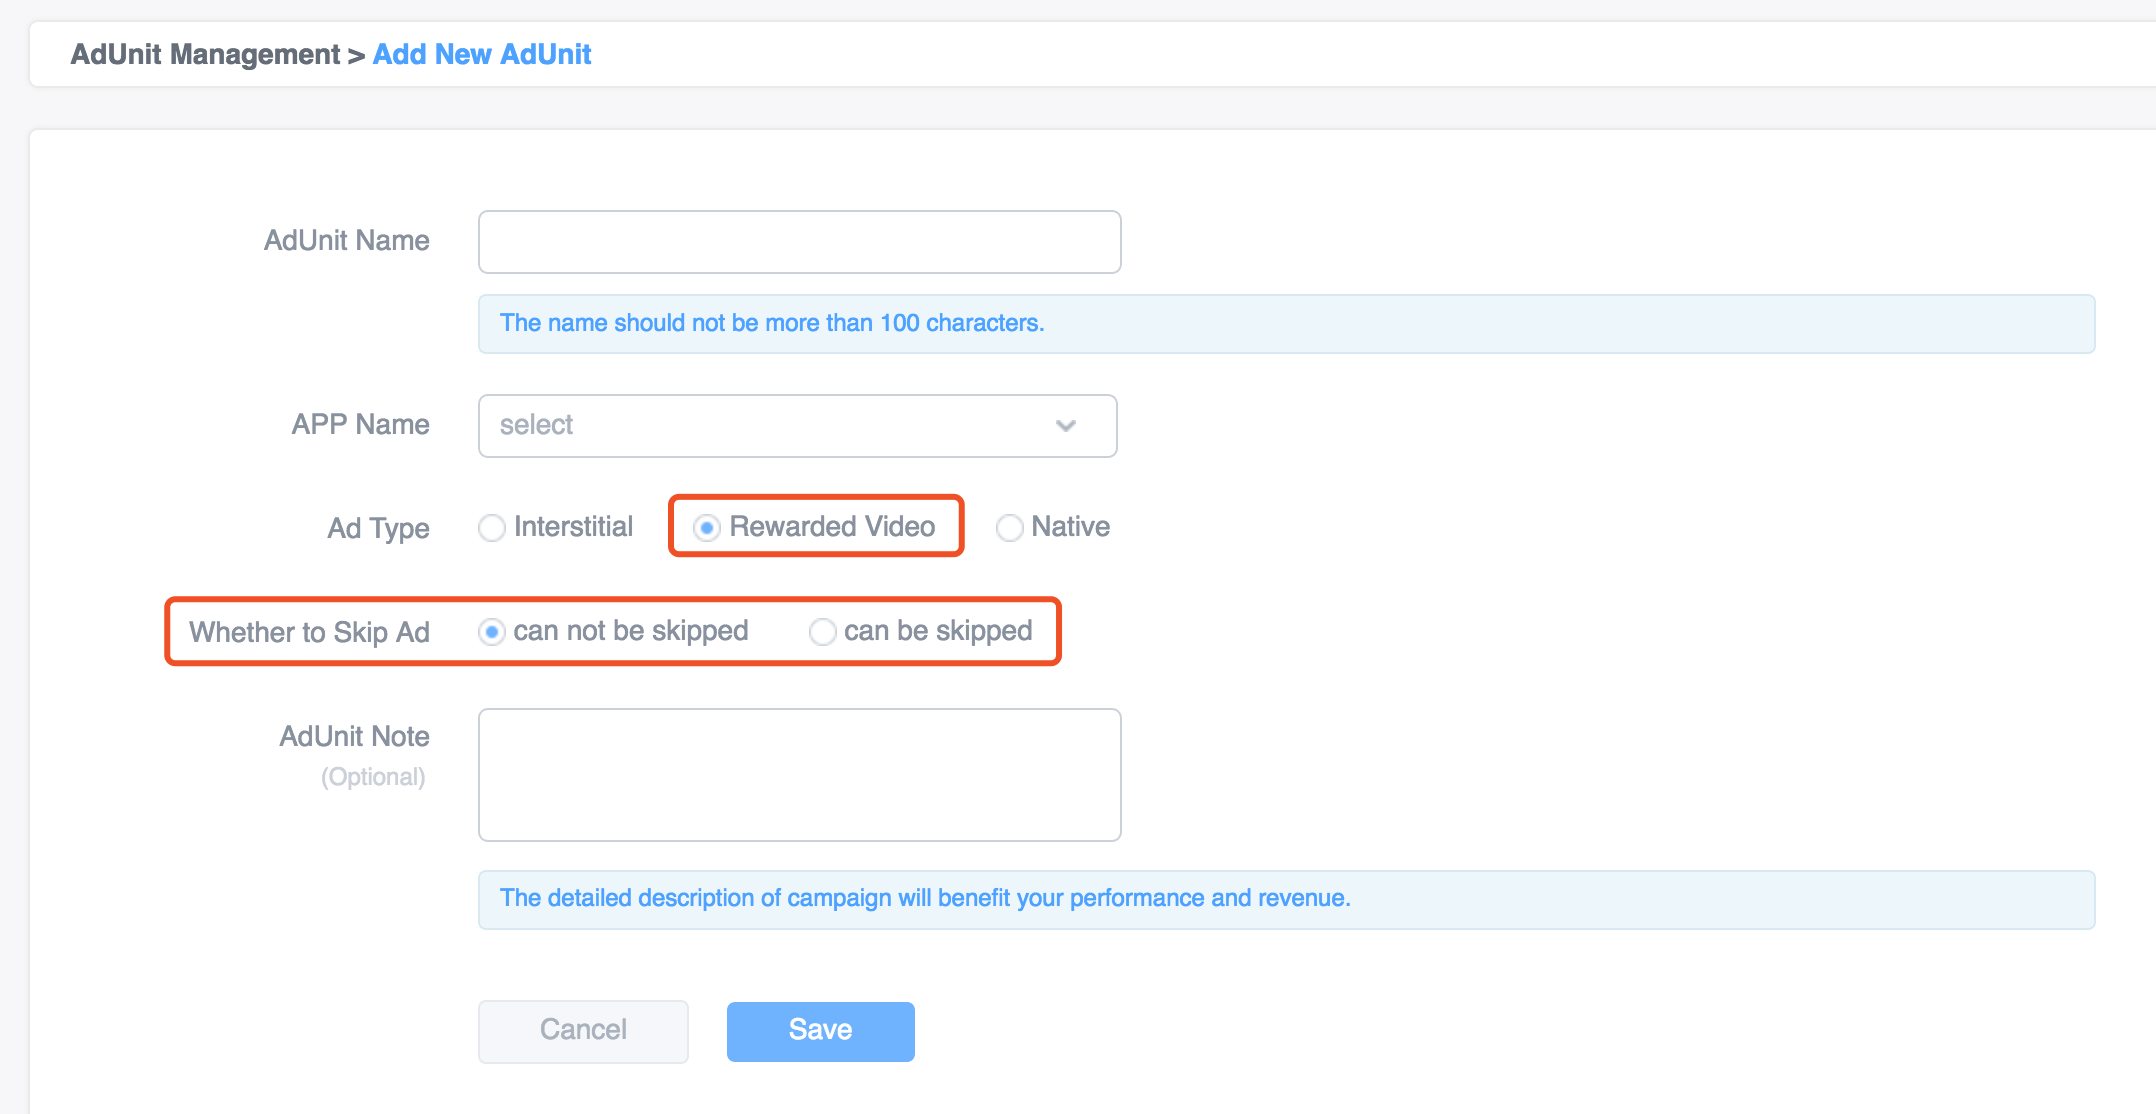 AdUnit Management > Add New AdUnit
AdUnit Name
The name should not be more than 100 characters.
APP Name select
Ad Type Interstitial Rewarded Video Native
Whether to Skip Ad can not be skipped can be skipped
AdUnit Note
(Optional)
The detailed description of campaign will benefit your performance and revenue.
Cancel Save